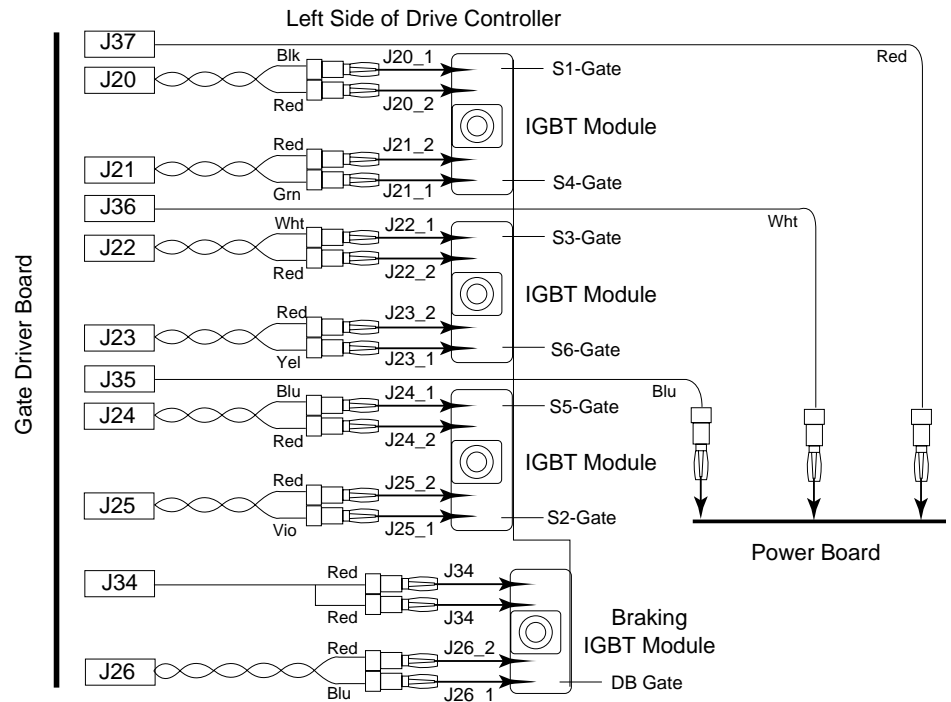 Left Side of Drive Controller
Gate Driver Board
J37
Red
J20
Blk
J20_1
S1-Gate
Red
J20_2
IGBT Module
J21
Red
J21_2
Grn
J21_1
S4-Gate
J36
Wht
J22
Wht
J22_1
S3-Gate
Red
J22_2
IGBT Module
J23
Red
J23_2
Yel
J23_1
S6-Gate
J35
Blu
J24
Blu
J24_1
S5-Gate
Red
J24_2
IGBT Module
J25
Red
J25_2
Vio
J25_1
S2-Gate
Power Board
J34
Red
J34
Red
J34
Braking
IGBT Module
J26
Red
J26_2
Blu
J26_1
DB Gate